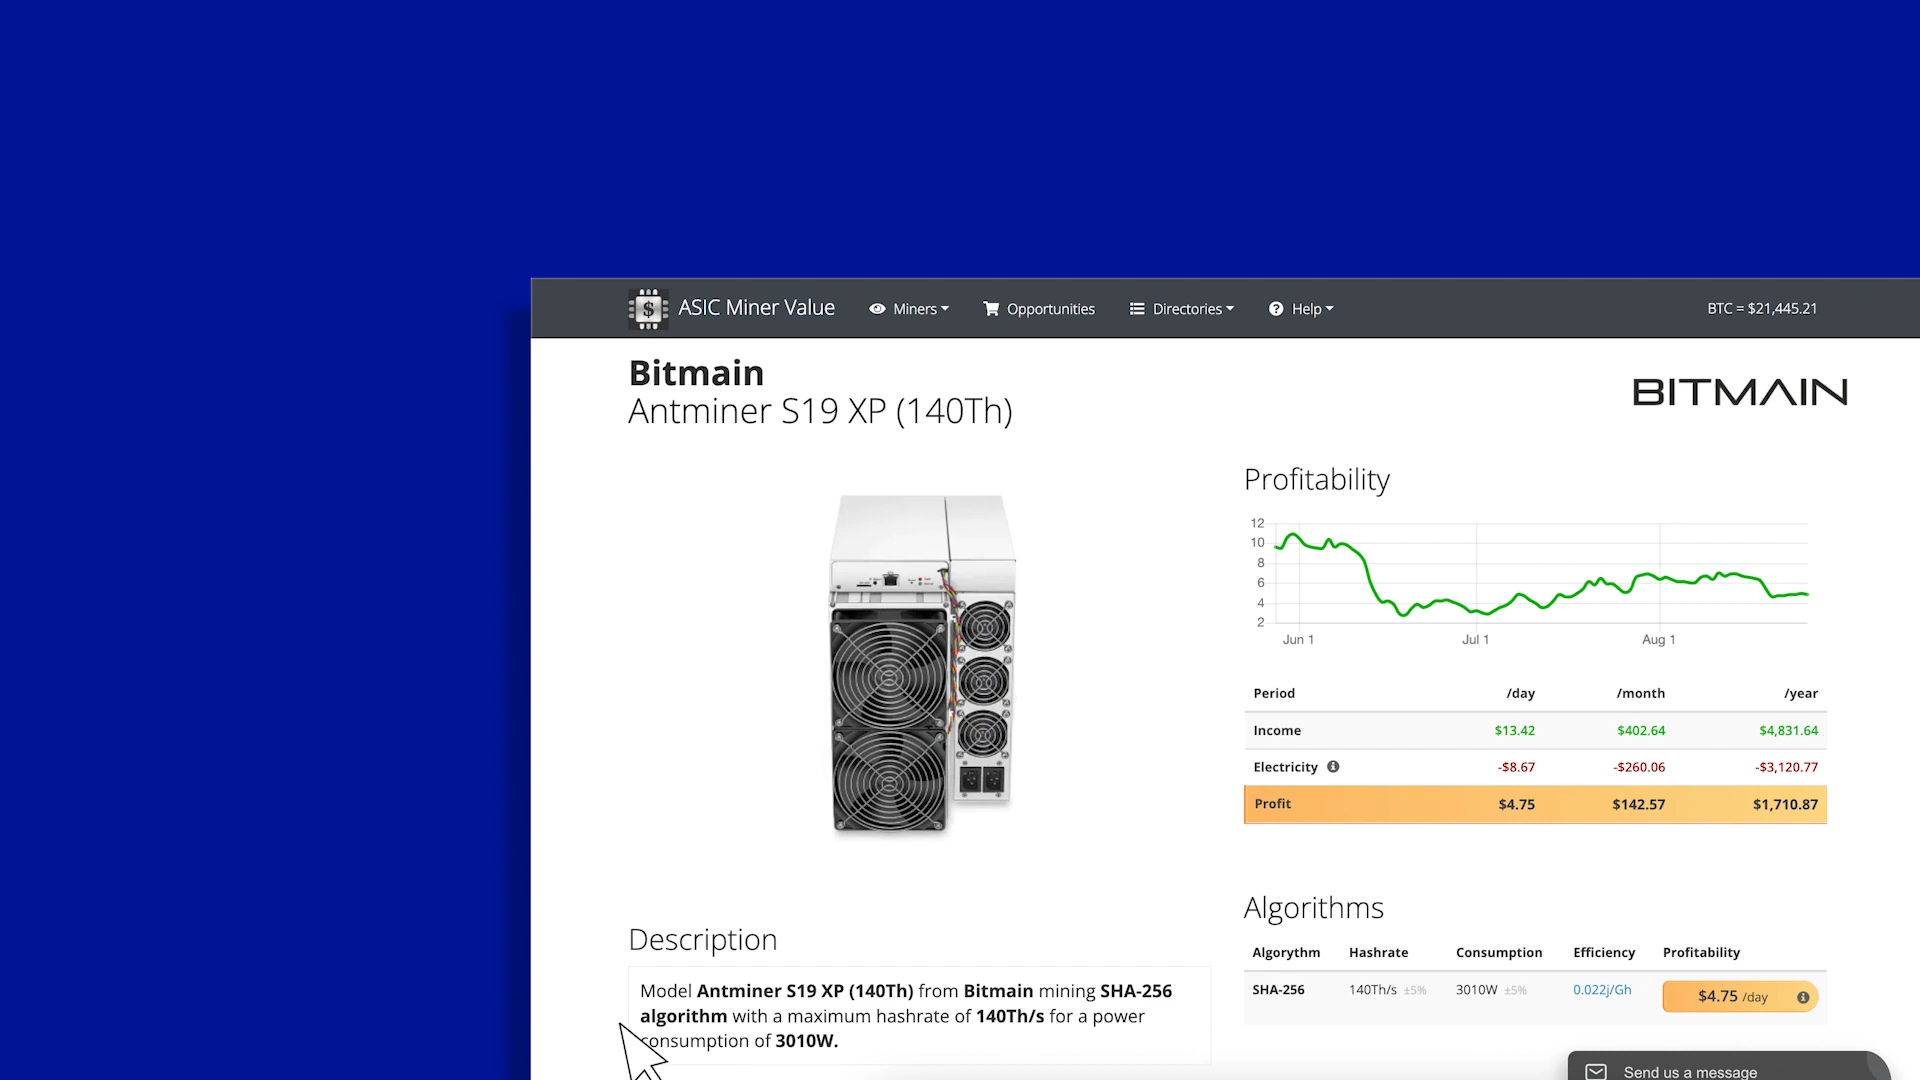 $ ASIC Miner Value Miners Opportunities Directories ? Help BTC = $21,445.21
Bitmain
Antminer S19 XP (140Th)
BITMAIN
Profitability
12
10
8
6
4
2
Jun 1 Jul 1 Aug 1
Period /day /month /year
Income $13.42 $402.64 $4,831.64
Electricity -$8.67 -$260.06 -$3,120.77
Profit $4.75 $142.57 $1,710.87
Description
Model Antminer S19 XP (140Th) from Bitmain mining SHA-256
algorithm with a maximum hashrate of 140Th/s for a power
consumption of 3010W.
Algorithms
Algorythm Hashrate Consumption Efficiency Profitability
SHA-256 140Th/s ±5% 3010W ±5% 0.022j/Gh $4.75 /day
Send us a message